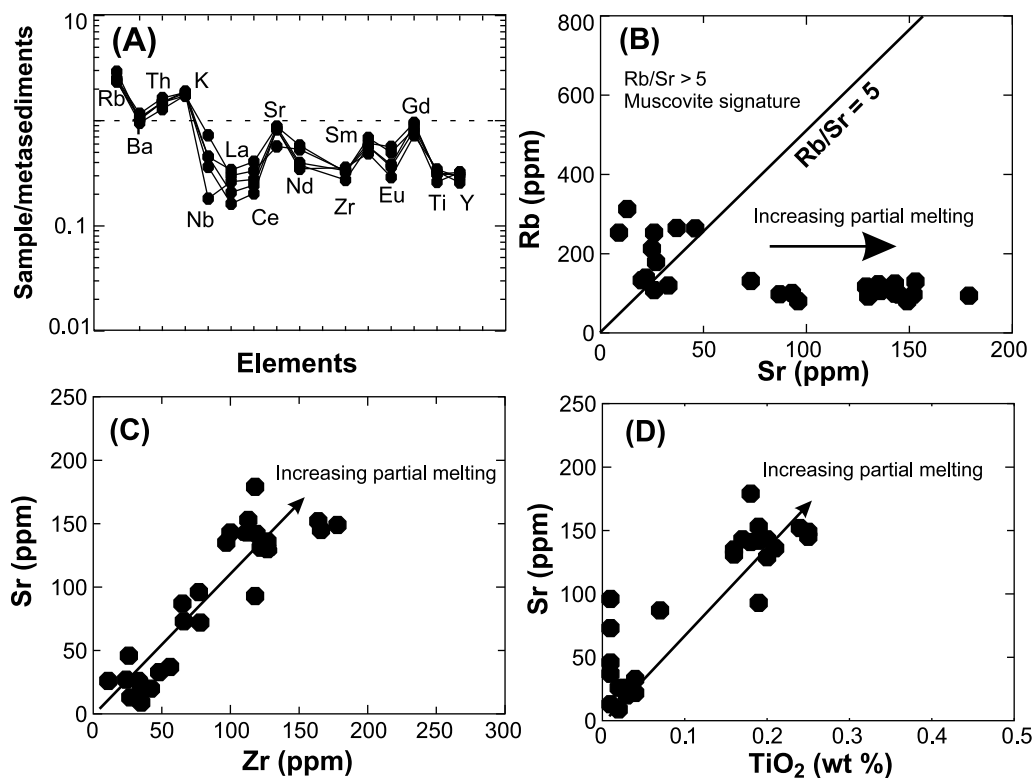 (A)
10
1
0.1
0.01
Sample/metasediments
Rb
Ba
Th
K
Nb
La
Ce
Sr
Nd
Zr
Sm
Eu
Gd
Ti
Y
Elements
(B)
800
600
400
200
0
Rb (ppm)
Rb/Sr > 5
Muscovite signature
Rb/Sr = 5
Increasing partial melting
0
50
100
150
200
Sr (ppm)
(C)
250
200
150
100
50
0
Sr (ppm)
Increasing partial melting
0
100
200
300
Zr (ppm)
(D)
250
200
150
100
50
0
Sr (ppm)
Increasing partial melting
0
0.1
0.2
0.3
0.4
0.5
TiO₂ (wt %)